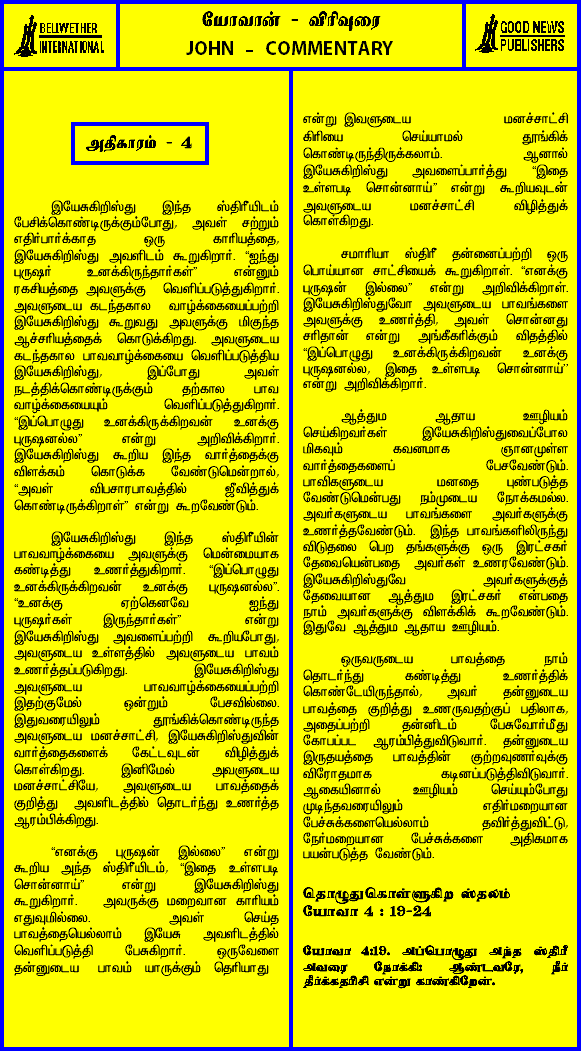 BELWETHER
INTERNATIONAL
யோவான் - விரிவுரை
JOHN - COMMENTARY
GOOD NEWS
PUBLISHERS
அதிகாரம் - 4
இயேசுகிறிஸ்து இந்த ஸ்திரீயிடம்
பேசிக்கொண்டிருக்கும்போது, அவள் சற்றும்
எதிர்பார்க்காத ஒரு காரியத்தை,
இயேசுகிறிஸ்து அவளிடம் கூறுகிறார். “ஐந்து
புருஷர் உனக்கிருந்தார்கள்” என்னும்
ரகசியத்தை அவளுக்கு வெளிப்படுத்துகிறார்.
அவளுடைய கடந்தகால வாழ்க்கையைப்பற்றி
இயேசுகிறிஸ்து கூறுவது அவளுக்கு மிகுந்த
ஆச்சரியத்தைக் கொடுக்கிறது. அவளுடைய
கடந்தகால பாவவாழ்க்கையை வெளிப்படுத்திய
இயேசுகிறிஸ்து, இப்போது அவள்
நடத்திக்கொண்டிருக்கும் தற்கால பாவ
வாழ்க்கையையும் வெளிப்படுத்துகிறார்.
“இப்பொழுது உனக்கிருக்கிறவன் உனக்கு
புருஷனல்ல” என்று அறிவிக்கிறார்.
இயேசுகிறிஸ்து கூறிய இந்த வார்த்தைக்கு
விளக்கம் கொடுக்க வேண்டுமென்றால்,
“அவள் விபசாரபாவத்தில் ஜீவித்துக்
கொண்டிருக்கிறாள்” என்று கூறவேண்டும்.
இயேசுகிறிஸ்து இந்த ஸ்திரீயின்
பாவவாழ்க்கையை அவளுக்கு மென்மையாக
கண்டித்து உணர்த்துகிறார். “இப்பொழுது
உனக்கிருக்கிறவன் உனக்கு புருஷனல்ல”.
“உனக்கு ஏற்கெனவே ஐந்து
புருஷர்கள் இருந்தார்கள்” என்று
இயேசுகிறிஸ்து அவளைப்பற்றி கூறியபோது,
அவளுடைய உள்ளத்தில் அவளுடைய பாவம்
உணர்த்தப்படுகிறது. இயேசுகிறிஸ்து
அவளுடைய பாவவாழ்க்கையைப்பற்றி
இதற்குமேல் ஒன்றும் பேசவில்லை.
இதுவரையிலும் தூங்கிக்கொண்டிருந்த
அவளுடைய மனச்சாட்சி, இயேசுகிறிஸ்துவின்
வார்த்தைகளைக் கேட்டவுடன் விழித்துக்
கொள்கிறது. இனிமேல் அவளுடைய
மனச்சாட்சியே, அவளுடைய பாவத்தைக்
குறித்து அவளிடத்தில் தொடர்ந்து உணர்த்த
ஆரம்பிக்கிறது.
“எனக்கு புருஷன் இல்லை” என்று
கூறிய அந்த ஸ்திரீயிடம், “இதை உள்ளபடி
சொன்னாய்” என்று இயேசுகிறிஸ்து
கூறுகிறார். அவருக்கு மறைவான காரியம்
எதுவுமில்லை. அவள் செய்த
பாவத்தையெல்லாம் இயேசு அவளிடத்தில்
வெளிப்படுத்தி பேசுகிறார். ஒருவேளை
தன்னுடைய பாவம் யாருக்கும் தெரியாது
என்று இவளுடைய மனச்சாட்சி
கிரியை செய்யாமல் தூங்கிக்
கொண்டிருந்திருக்கலாம். ஆனால்
இயேசுகிறிஸ்து அவளைப்பார்த்து “இதை
உள்ளபடி சொன்னாய்” என்று கூறியவுடன்
அவளுடைய மனச்சாட்சி விழித்துக்
கொள்கிறது.
சமாரியா ஸ்திரீ தன்னைப்பற்றி ஒரு
பொய்யான சாட்சியைக் கூறுகிறாள். “எனக்கு
புருஷன் இல்லை” என்று அறிவிக்கிறாள்.
இயேசுகிறிஸ்துவோ அவளுடைய பாவங்களை
அவளுக்கு உணர்த்தி, அவள் சொன்னது
சரிதான் என்று அங்கீகரிக்கும் விதத்தில்
“இப்பொழுது உனக்கிருக்கிறவன் உனக்கு
புருஷனல்ல, இதை உள்ளபடி சொன்னாய்”
என்று அறிவிக்கிறார்.
ஆத்தும ஆதாய ஊழியம்
செய்கிறவர்கள் இயேசுகிறிஸ்துவைப்போல
மிகவும் கவனமாக ஞானமுள்ள
வார்த்தைகளைப் பேசவேண்டும்.
பாவிகளுடைய மனதை புண்படுத்த
வேண்டுமென்பது நம்முடைய நோக்கமல்ல.
அவர்களுடைய பாவங்களை அவர்களுக்கு
உணர்த்தவேண்டும். இந்த பாவங்களிலிருந்து
விடுதலை பெற தங்களுக்கு ஒரு இரட்சகர்
தேவையென்பதை அவர்கள் உணரவேண்டும்.
இயேசுகிறிஸ்துவே அவர்களுக்குத்
தேவையான ஆத்தும இரட்சகர் என்பதை
நாம் அவர்களுக்கு விளக்கிக் கூறவேண்டும்.
இதுவே ஆத்தும ஆதாய ஊழியம்.
ஒருவருடைய பாவத்தை நாம்
தொடர்ந்து கண்டித்து உணர்த்திக்
கொண்டேயிருந்தால், அவர் தன்னுடைய
பாவத்தை குறித்து உணருவதற்குப் பதிலாக,
அதைப்பற்றி தன்னிடம் பேசுவோர்மீது
கோபப்பட ஆரம்பித்துவிடுவார். தன்னுடைய
இருதயத்தை பாவத்தின் குற்றவுணர்வுக்கு
விரோதமாக கடினப்படுத்திவிடுவார்.
ஆகையினால் ஊழியம் செய்யும்போது
முடிந்தவரையிலும் எதிர்மறையான
பேச்சுக்களையெல்லாம் தவிர்த்துவிட்டு,
நேர்மறையான பேச்சுக்களை அதிகமாக
பயன்படுத்த வேண்டும்.
தொழுதுகொள்ளுகிற ஸ்தலம்
யோவா 4 : 19-24
யோவா 4:19. அப்பொழுது அந்த ஸ்திரீ
அவரை நோக்கி: ஆண்டவரே, நீர்
தீர்க்கதரிசி என்று காண்கிறேன்.